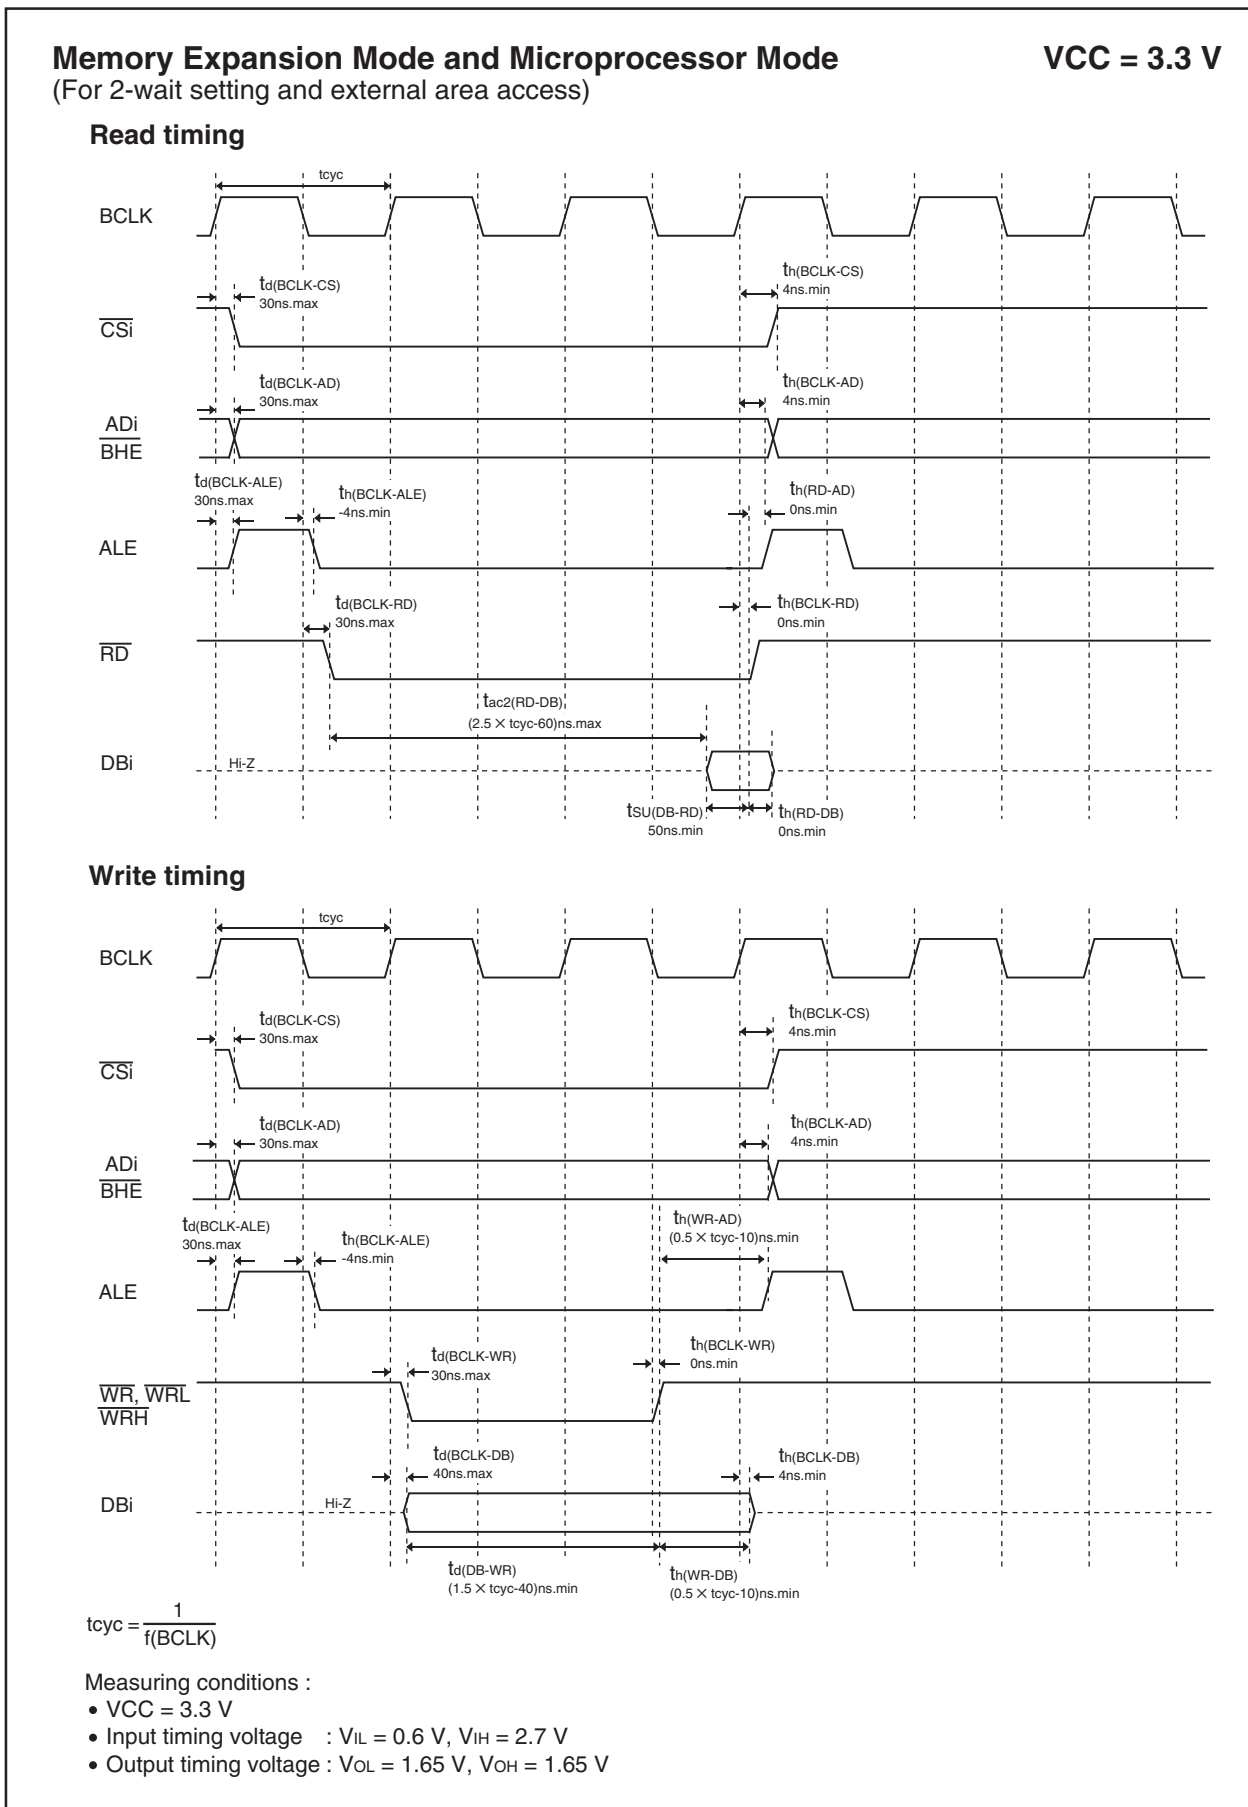 Memory Expansion Mode and Microprocessor Mode VCC = 3.3 V
(For 2-wait setting and external area access)
Read timing
tcyc
BCLK
td(BCLK-CS)
30ns.max
th(BCLK-CS)
4ns.min
CSi
td(BCLK-AD)
30ns.max
th(BCLK-AD)
4ns.min
ADi
BHE
td(BCLK-ALE)
30ns.max
th(BCLK-ALE)
-4ns.min
th(RD-AD)
0ns.min
ALE
td(BCLK-RD)
30ns.max
th(BCLK-RD)
0ns.min
RD
tac2(RD-DB)
(2.5 × tcyc-60)ns.max
DBi
Hi-Z
tSU(DB-RD)
50ns.min
th(RD-DB)
0ns.min
Write timing
tcyc
BCLK
td(BCLK-CS)
30ns.max
th(BCLK-CS)
4ns.min
CSi
td(BCLK-AD)
30ns.max
th(BCLK-AD)
4ns.min
ADi
BHE
td(BCLK-ALE)
30ns.max
th(BCLK-ALE)
-4ns.min
th(WR-AD)
(0.5 × tcyc-10)ns.min
ALE
td(BCLK-WR)
30ns.max
th(BCLK-WR)
0ns.min
WR, WRL
WRH
td(BCLK-DB)
40ns.max
th(BCLK-DB)
4ns.min
DBi
Hi-Z
td(DB-WR)
(1.5 × tcyc-40)ns.min
th(WR-DB)
(0.5 × tcyc-10)ns.min
tcyc = 1
f(BCLK)
Measuring conditions :
• VCC = 3.3 V
• Input timing voltage : VIL = 0.6 V, VIH = 2.7 V
• Output timing voltage : VOL = 1.65 V, VOH = 1.65 V